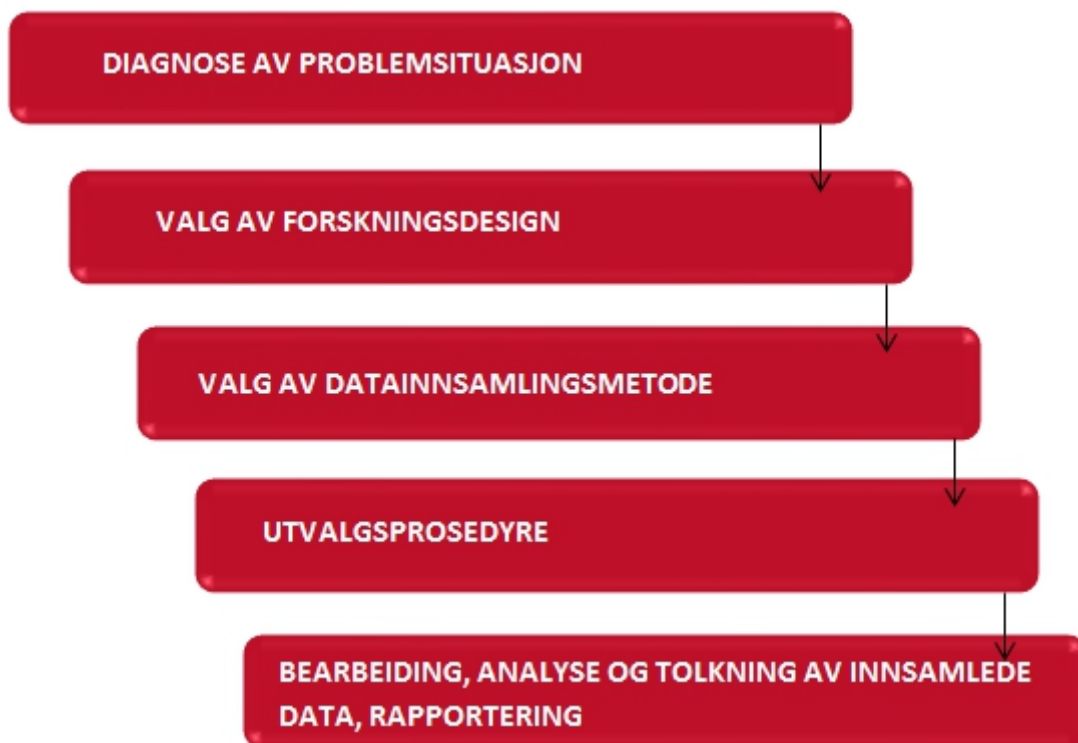 DIAGNOSE AV PROBLEMSITUASJON
VALG AV FORSKNINGSDESIGN
VALG AV DATAINNSAMLINGSMETODE
UTVALGSPROSEDYRE
BEARBEIDING, ANALYSE OG TOLKNING AV INNSAMLEDE
DATA, RAPPORTERING